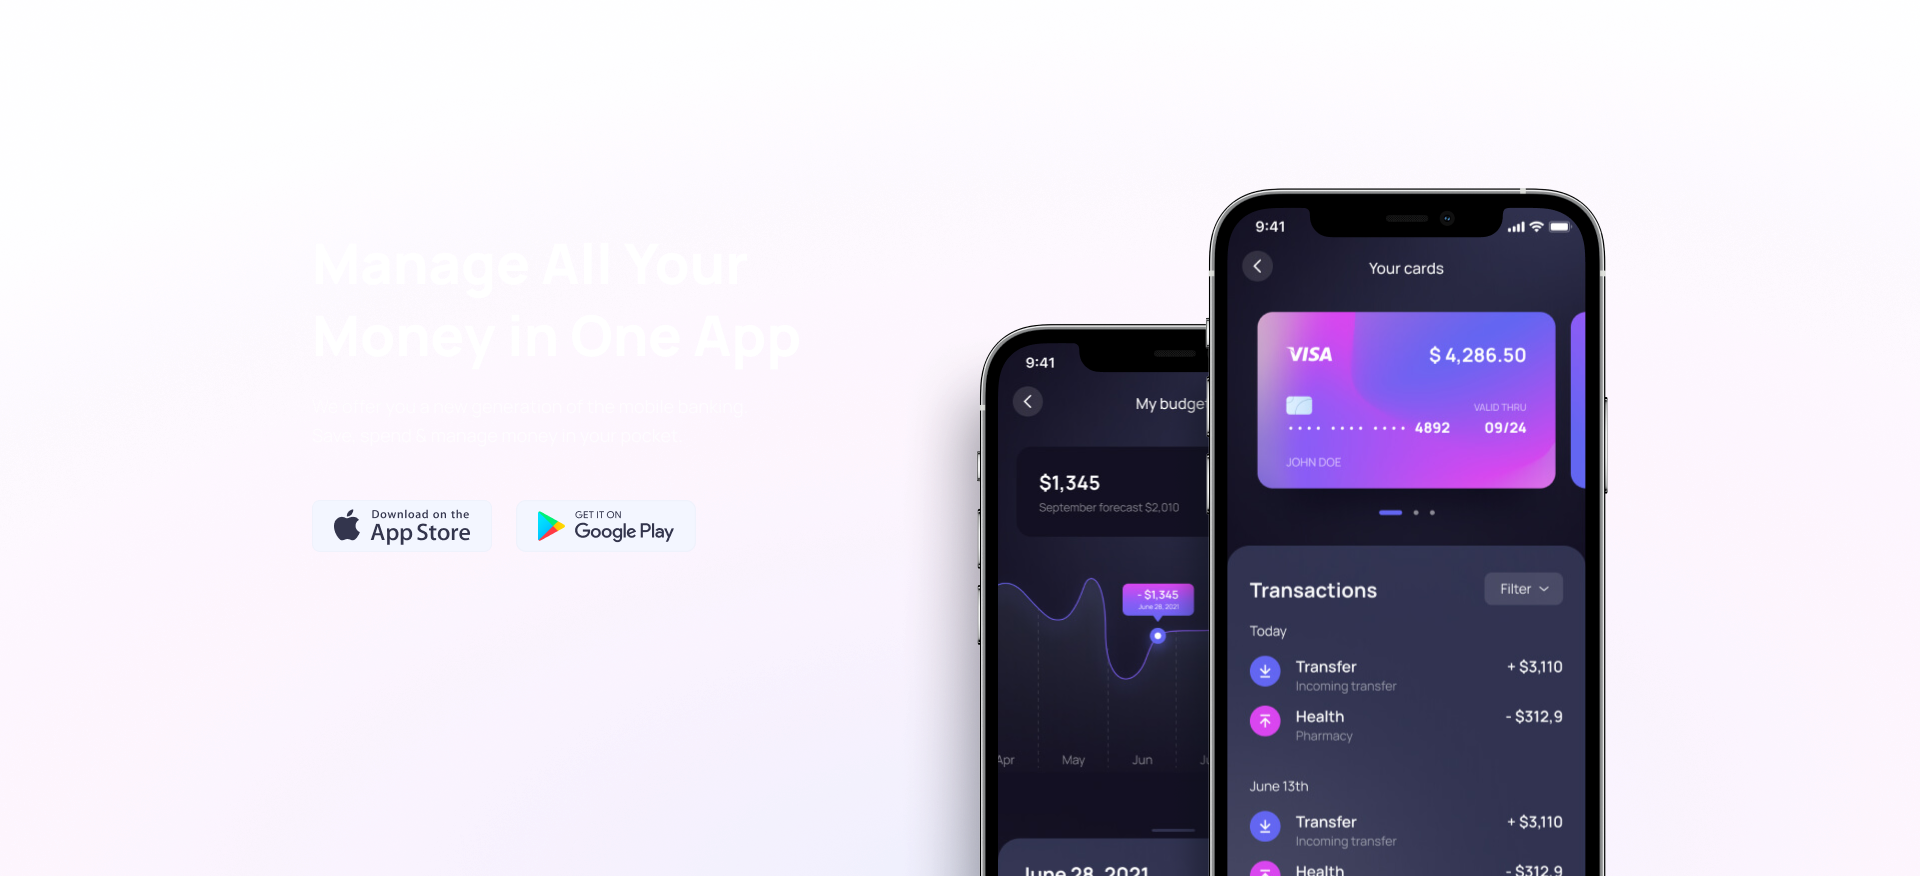 Manage All Your
Money in One App
We offer you a new generation of the mobile banking.
Save, spend & manage money in your pocket.
Download on the
App Store
GET IT ON
Google Play
9:41
My budget
$1,345
September forecast $2,010
- $1,345
June 28, 2021
Apr
May
Jun
June 28, 2021
9:41
Your cards
VISA
$ 4,286.50
VALID THRU
•••• •••• •••• 4892
09/24
JOHN DOE
Transactions
Filter
Today
Transfer
+ $3,110
Incoming transfer
Health
- $312,9
Pharmacy
June 13th
Transfer
+ $3,110
Incoming transfer
Health
- $312,9